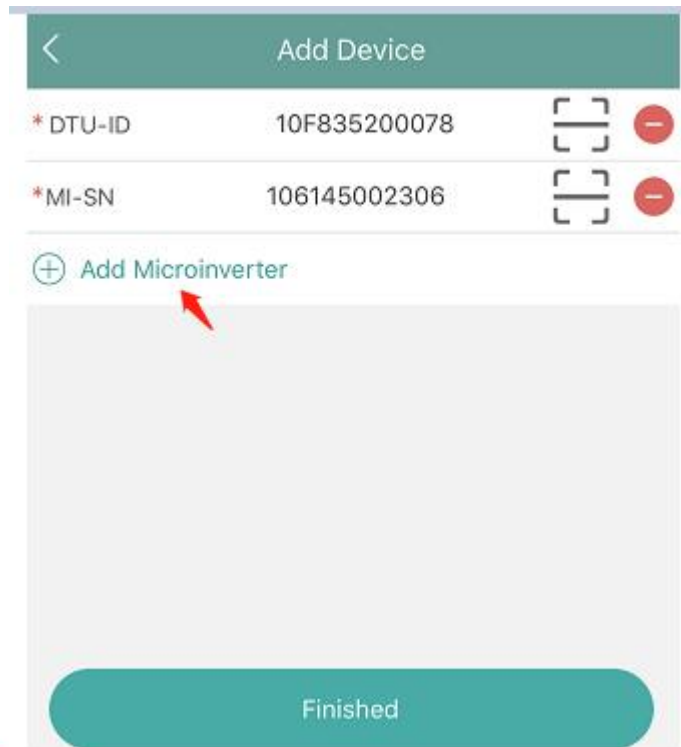 Add Device
* DTU-ID 10F835200078
*MI-SN 106145002306
Add Microinverter
Finished